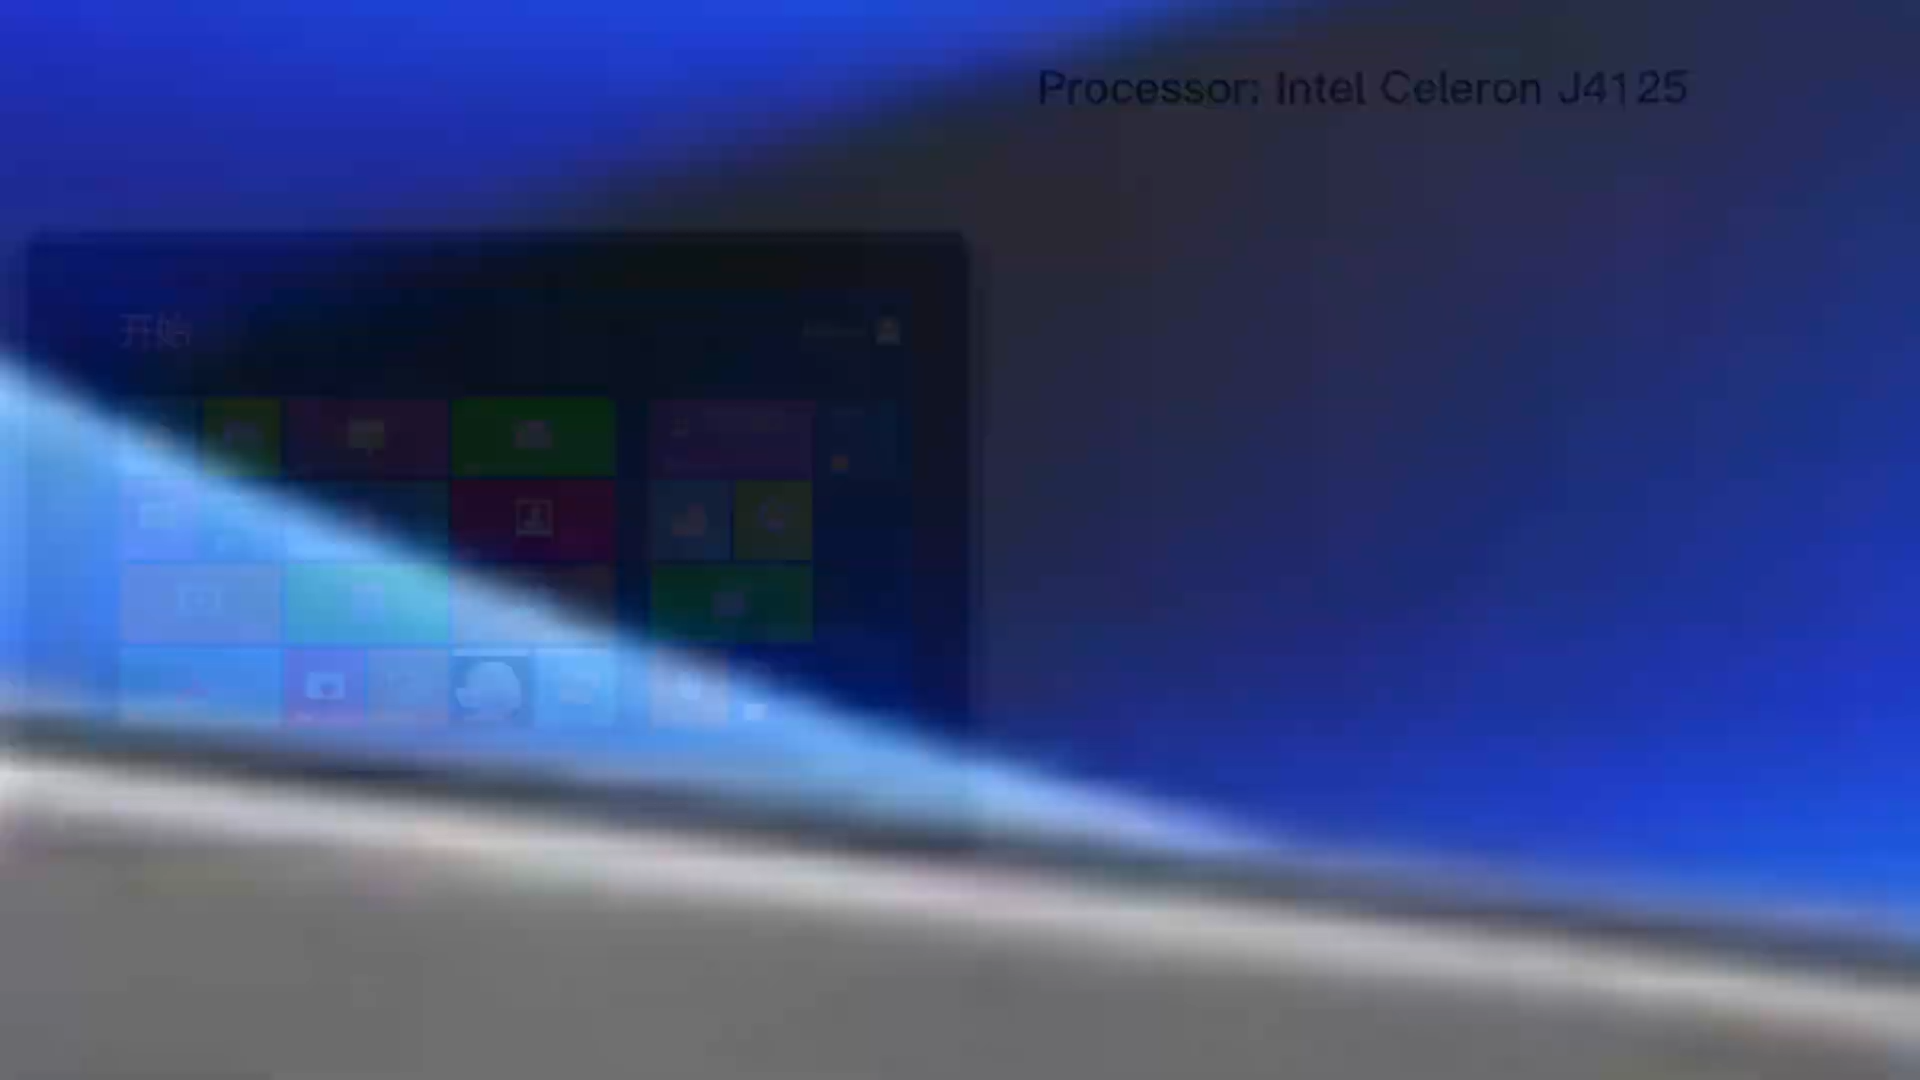 Processor: Intel Celeron J4125
开始